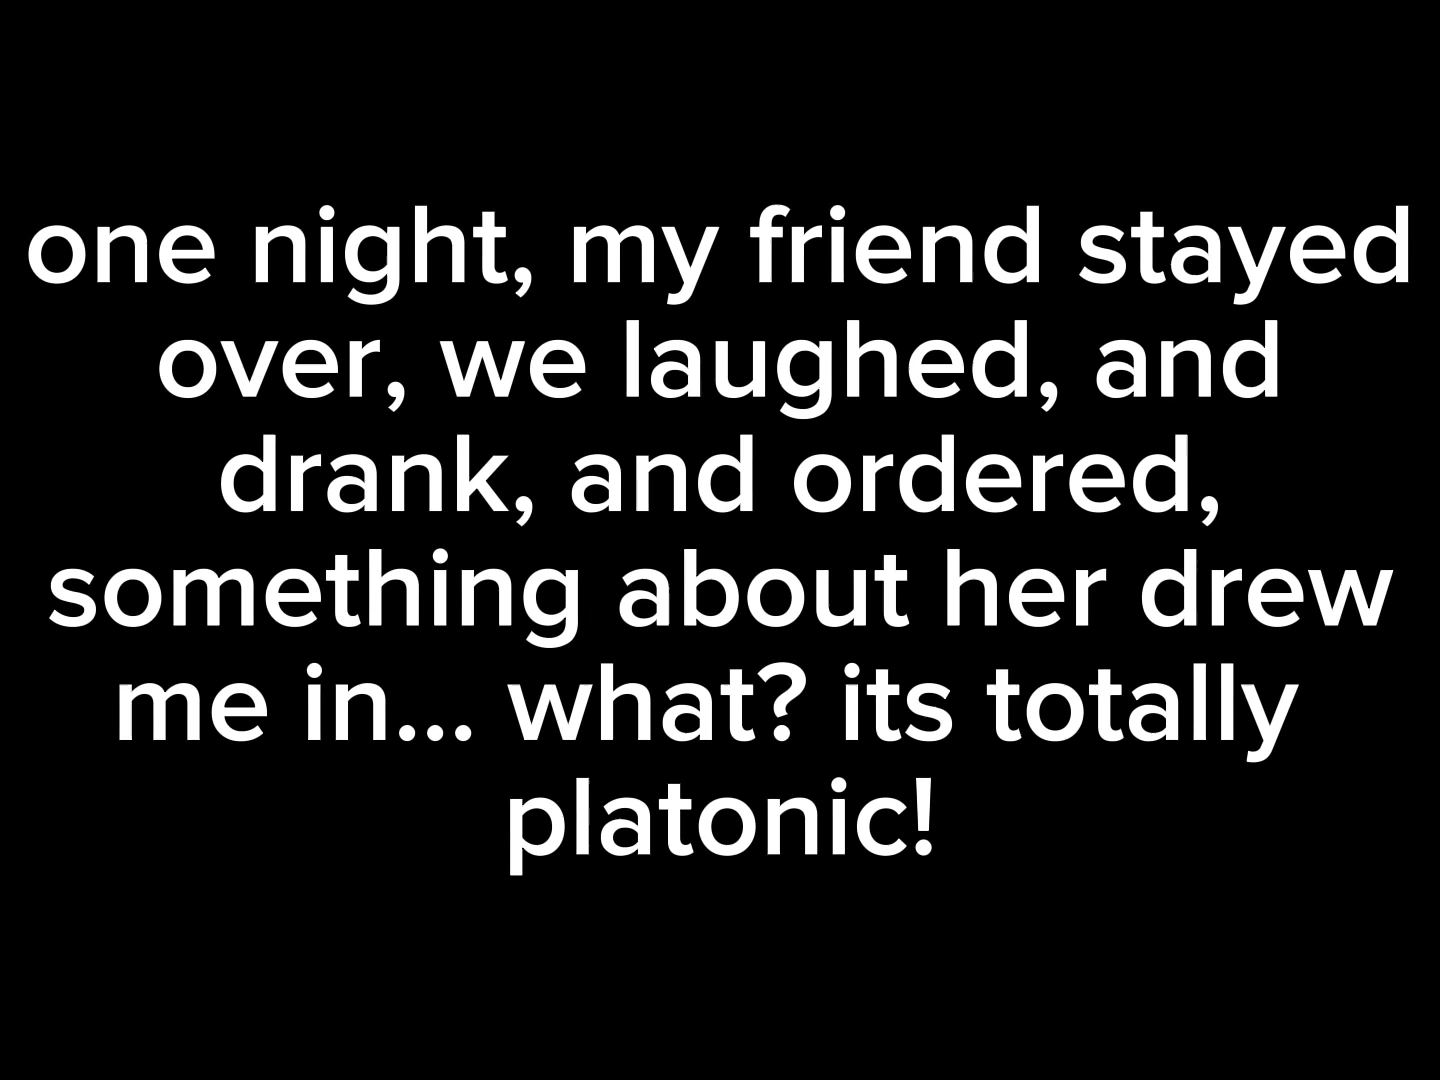 one night, my friend stayed
over, we laughed, and
drank, and ordered,
something about her drew
me in... what? its totally
platonic!